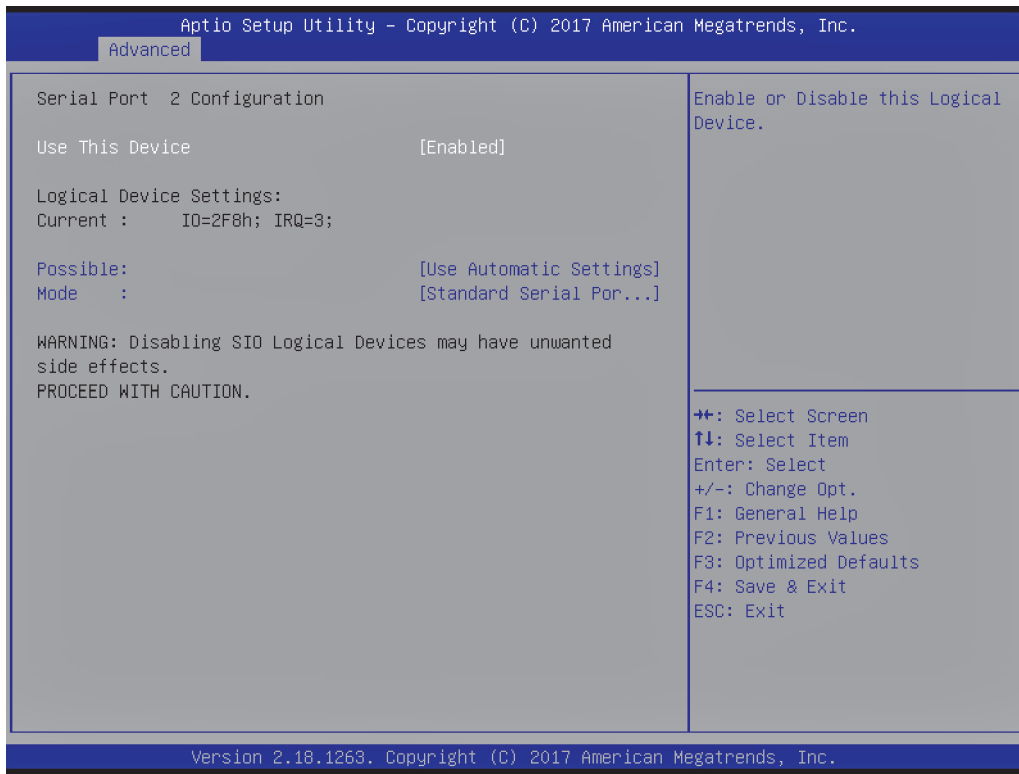 Aptio Setup Utility – Copyright (C) 2017 American Megatrends, Inc.
Advanced
Serial Port 2 Configuration
Use This Device [Enabled]
Logical Device Settings:
Current : IO=2F8h; IRQ=3;
Possible: [Use Automatic Settings]
Mode : [Standard Serial Por...]
WARNING: Disabling SIO Logical Devices may have unwanted
side effects.
PROCEED WITH CAUTION.
Enable or Disable this Logical
Device.
→←: Select Screen
↑↓: Select Item
Enter: Select
+/-: Change Opt.
F1: General Help
F2: Previous Values
F3: Optimized Defaults
F4: Save & Exit
ESC: Exit
Version 2.18.1263. Copyright (C) 2017 American Megatrends, Inc.